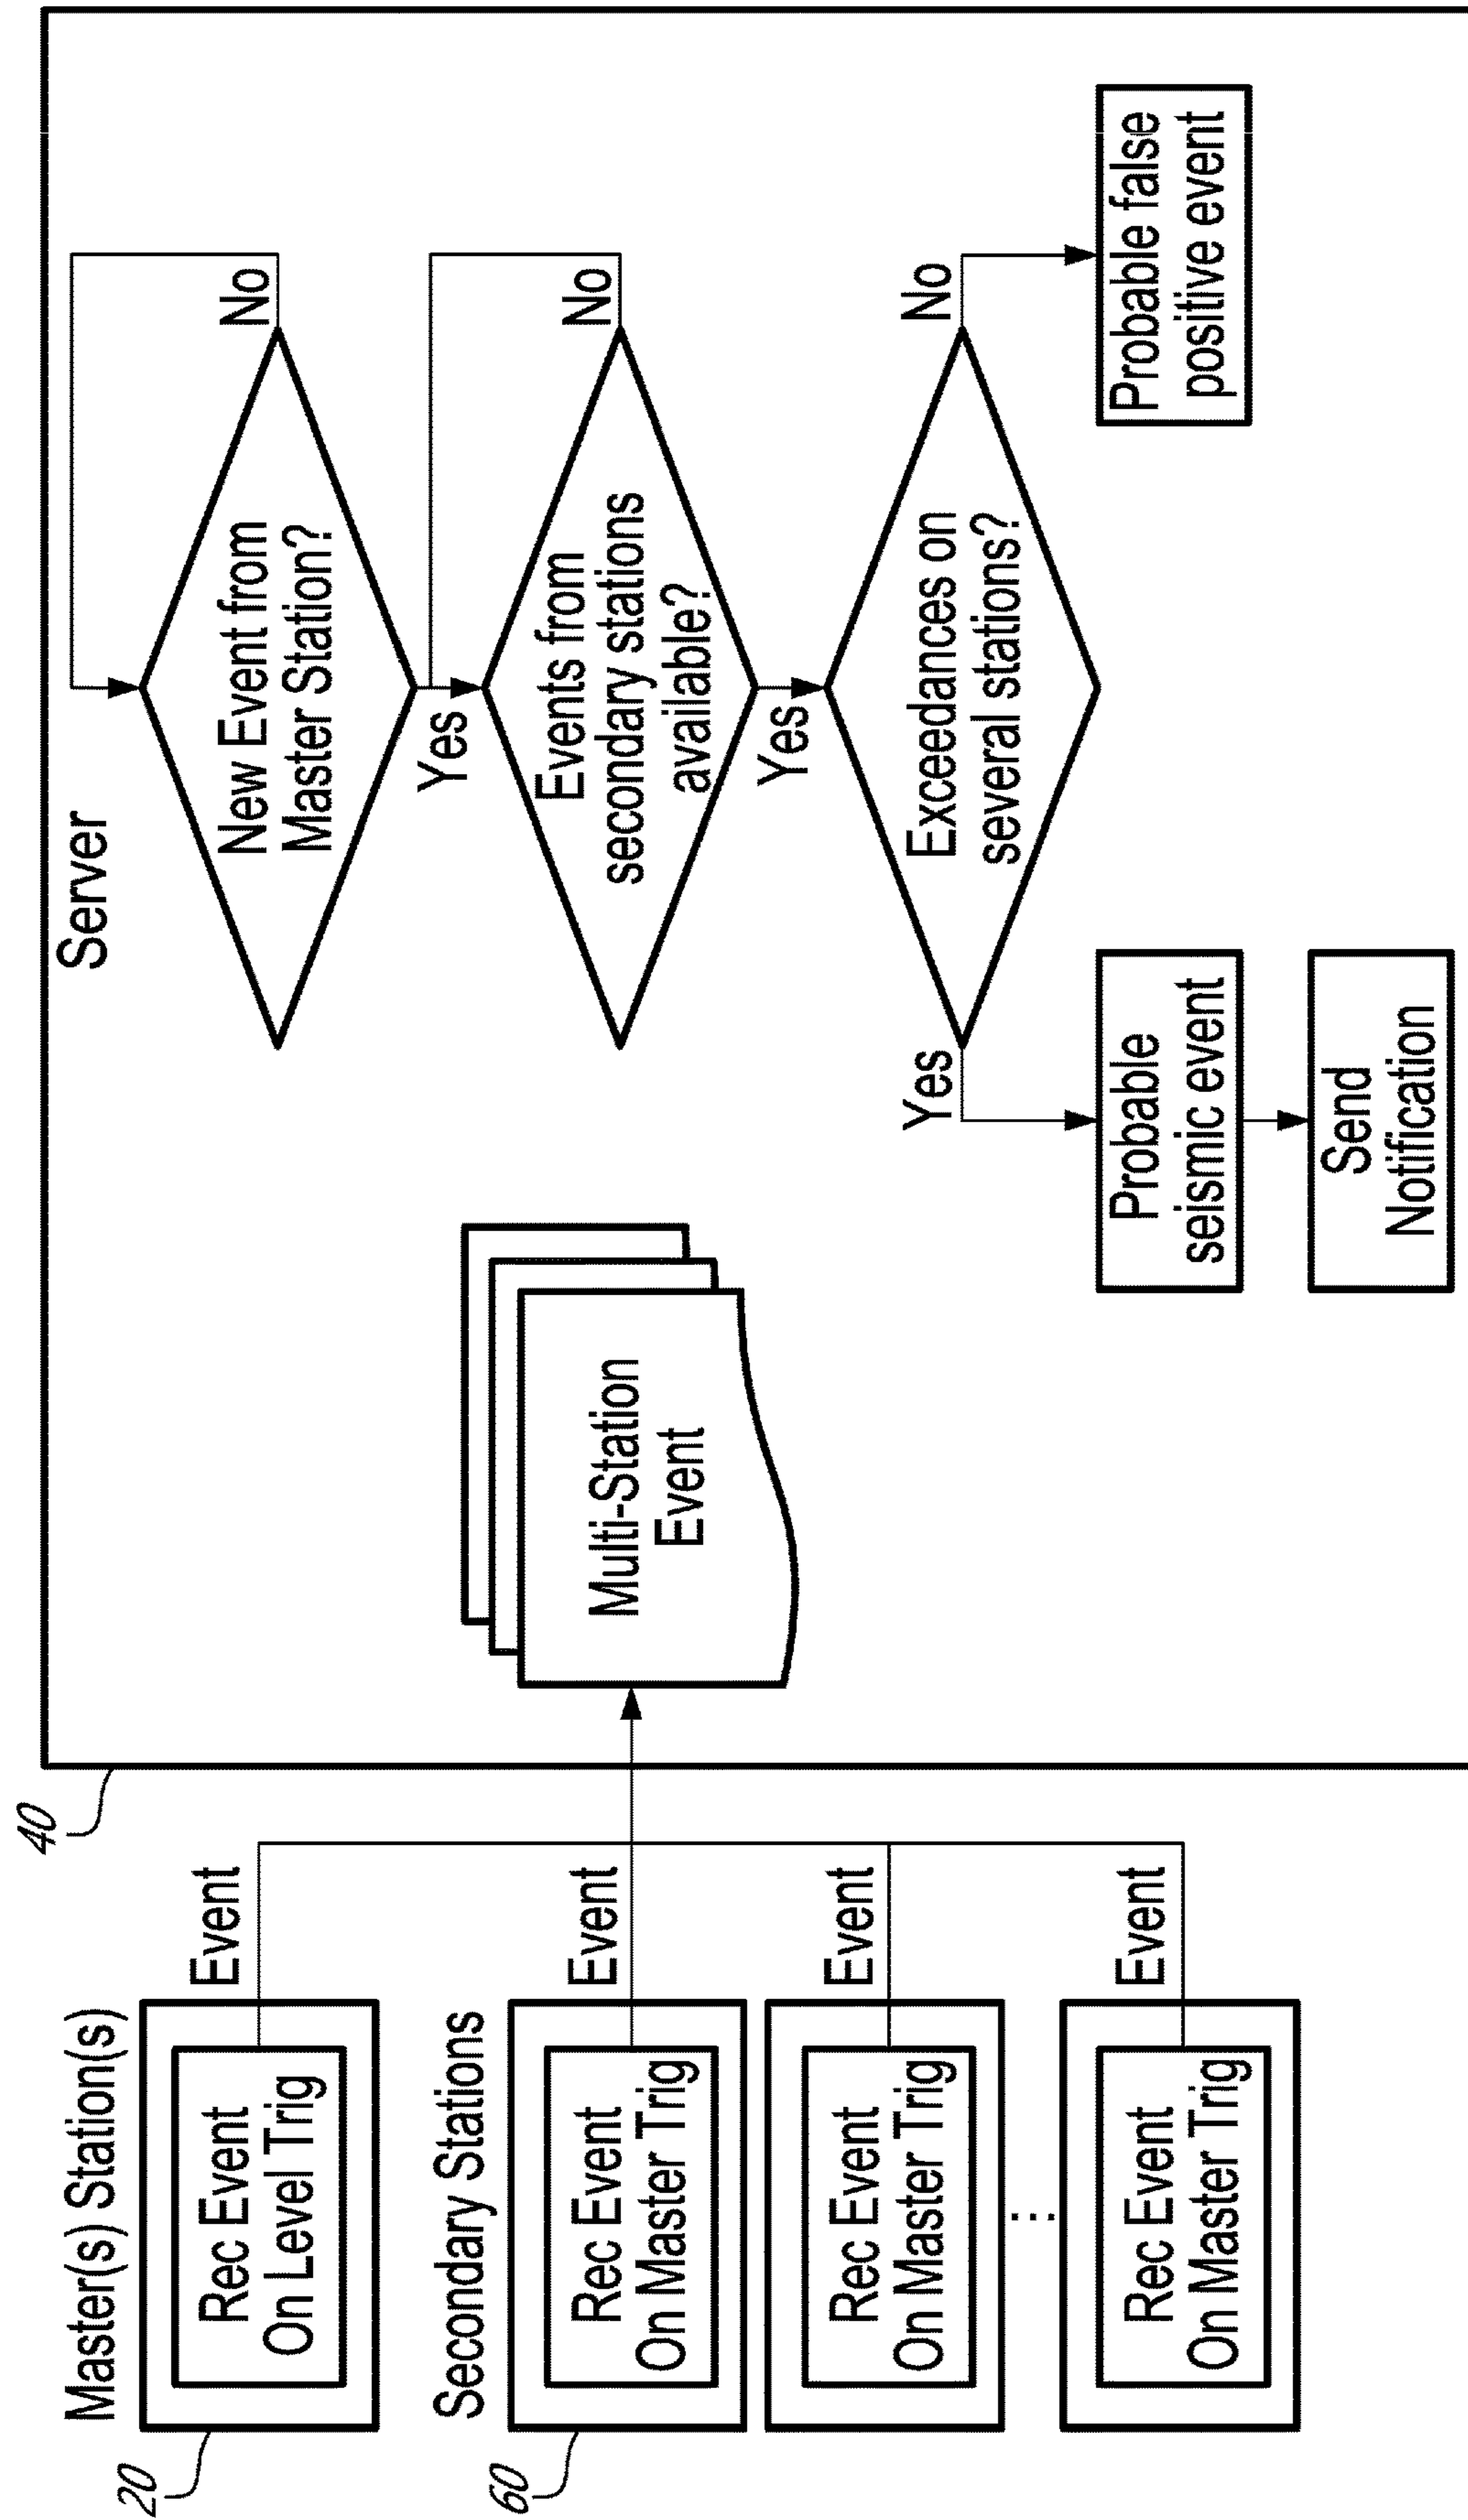 Master(s) Station(s)
20
Rec Event
On Level Trig
Event
Secondary Stations
60
Rec Event
On Master Trig
Event
Rec Event
On Master Trig
Event
...
Rec Event
On Master Trig
Event
40
Server
Multi-Station
Event
New Event from
Master Station?
No
Yes
Events from
secondary stations
available?
No
Yes
Exceedances on
several stations?
Yes
No
Probable
seismic event
Send
Notification
Probable false
positive event